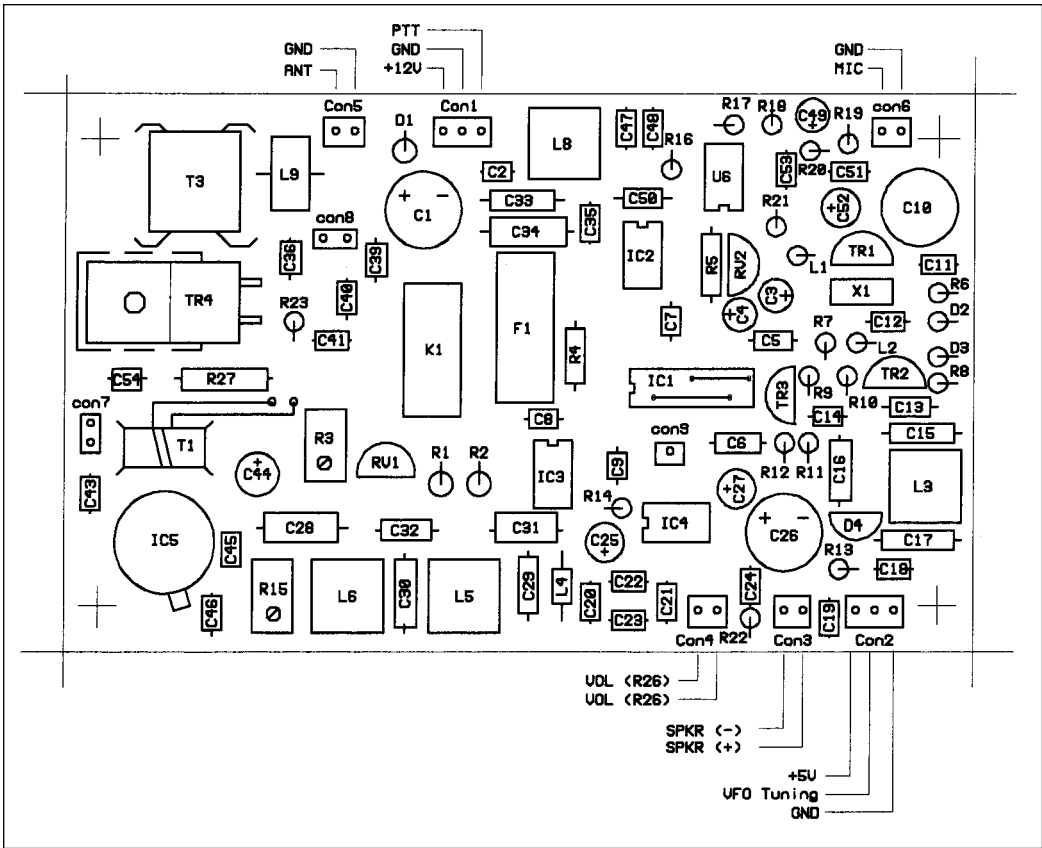 PTT
GND GND GND
ANT +12V MIC
Con5 Con1 con6
D1 R17 R18 C49 R19
T3 L9 L8 C47 C48 R16 U6 C53 R20 C51
C2 C1 C33 C50 R21 C52 C10
con8 C34 C35 IC2 R5 RV2 L1 TR1
C36 C39 C11
TR4 C40 R23 C41 K1 F1 R4 C7 C4 C3 X1 R6
C12 D2
C5 R7 L2 D3
C54 R27 IC1 TR3 R9 R10 TR2 R8
con7 C8 C14 C13
T1 R3 RV1 R1 R2 IC3 C9 con9 C6 R12 R11 C16 C15
C43 C44 R14 C27 L3
IC5 C28 C32 C31 C25 IC4 C26 D4 C17
C45 R13 C18
C46 R15 L6 C30 L5 C29 L4 C20 C22 C23 C21 C24 R22 C19
Con4 Con3 Con2
VOL (R26)
VOL (R26)
SPKR (-)
SPKR (+)
+5V
VFO Tuning
GND